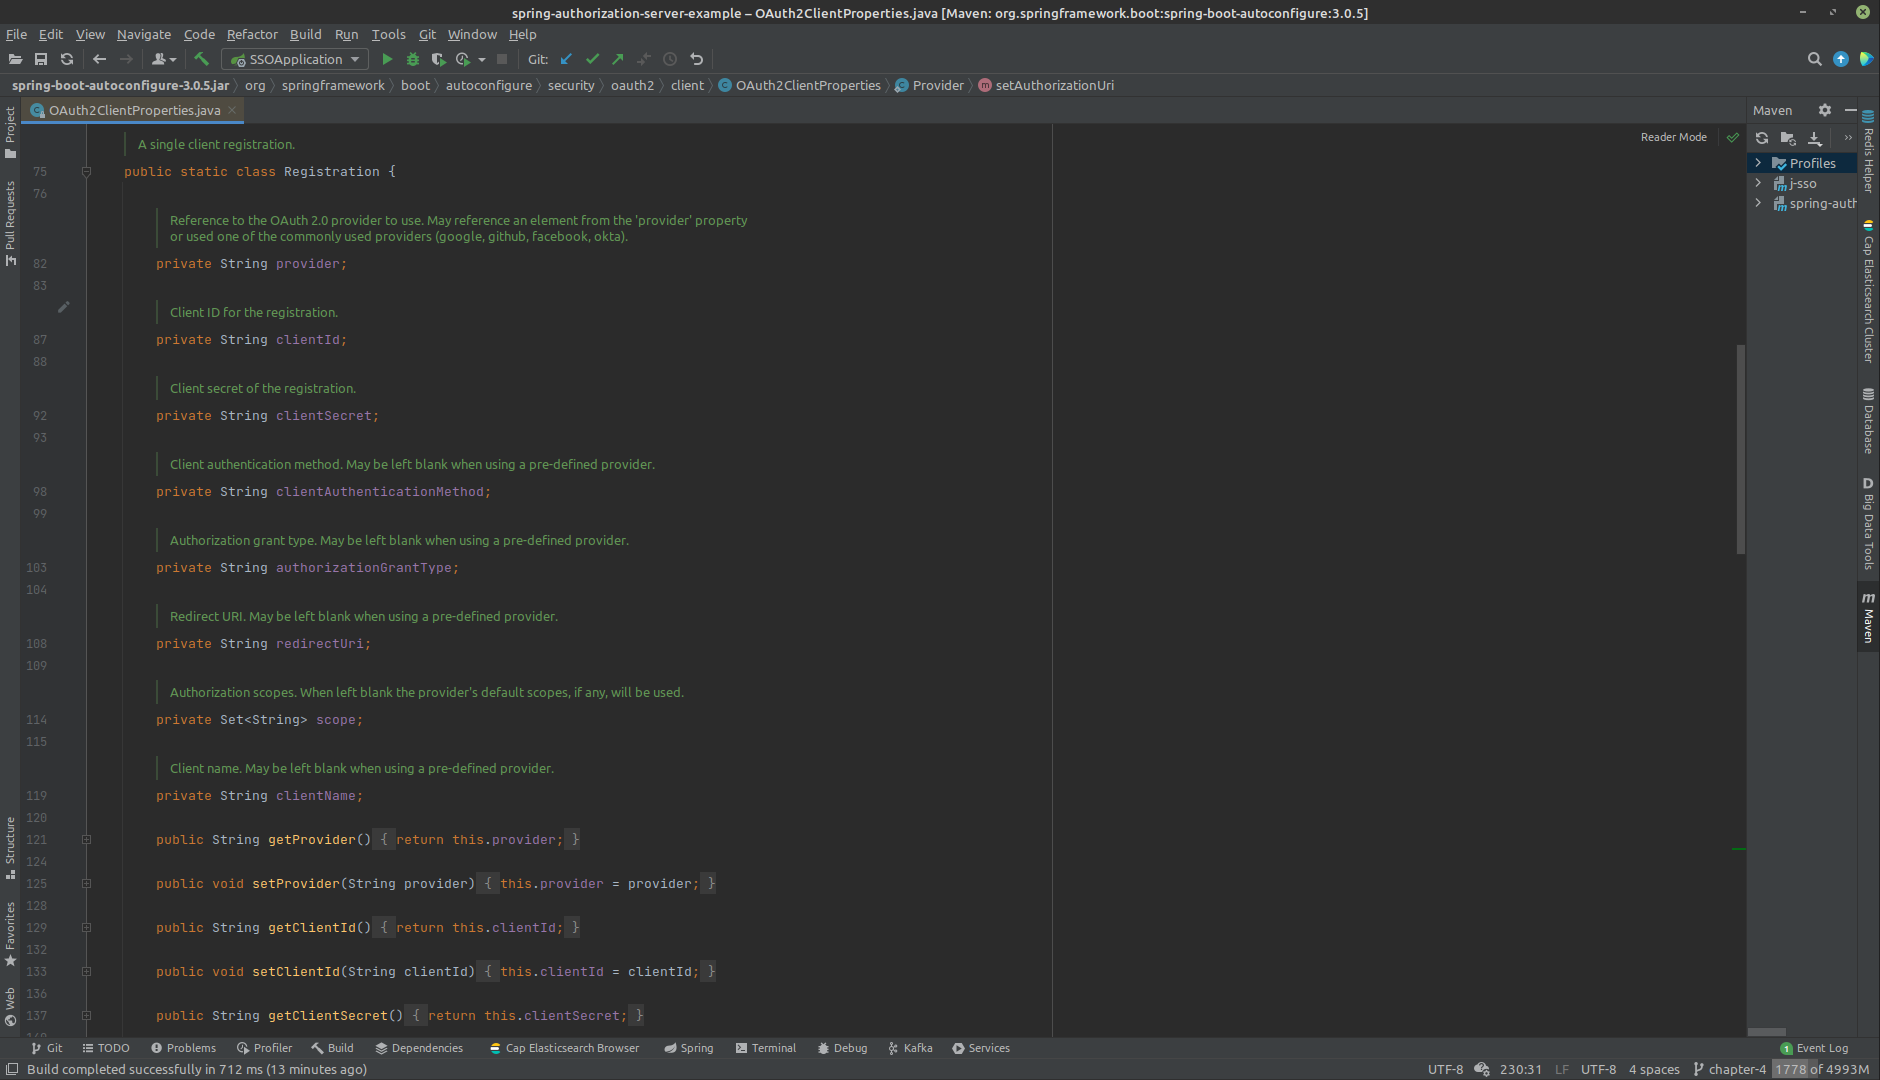 spring-authorization-server-example – OAuth2ClientProperties.java [Maven: org.springframework.boot:spring-boot-autoconfigure:3.0.5]
File Edit View Navigate Code Refactor Build Run Tools Git Window Help
SSOApplication Git:
spring-boot-autoconfigure-3.0.5.jar org springframework boot autoconfigure security oauth2 client OAuth2ClientProperties Provider setAuthorizationUri
OAuth2ClientProperties.java
Reader Mode
A single client registration.
75 public static class Registration {
76
Reference to the OAuth 2.0 provider to use. May reference an element from the 'provider' property
or used one of the commonly used providers (google, github, facebook, okta).
82 private String provider;
83
Client ID for the registration.
87 private String clientId;
88
Client secret of the registration.
92 private String clientSecret;
93
Client authentication method. May be left blank when using a pre-defined provider.
98 private String clientAuthenticationMethod;
99
Authorization grant type. May be left blank when using a pre-defined provider.
103 private String authorizationGrantType;
104
Redirect URI. May be left blank when using a pre-defined provider.
108 private String redirectUri;
109
Authorization scopes. When left blank the provider's default scopes, if any, will be used.
114 private Set<String> scope;
115
Client name. May be left blank when using a pre-defined provider.
119 private String clientName;
120
121 public String getProvider() { return this.provider; }
124
125 public void setProvider(String provider) { this.provider = provider; }
128
129 public String getClientId() { return this.clientId; }
132
133 public void setClientId(String clientId) { this.clientId = clientId; }
136
137 public String getClientSecret() { return this.clientSecret; }
Project
Pull Requests
Structure
Favorites
Web
Maven
Profiles
j-sso
spring-auth
Redis Helper
Cap Elasticsearch Cluster
Database
Big Data Tools
Maven
Git TODO Problems Profiler Build Dependencies Cap Elasticsearch Browser Spring Terminal Debug Kafka Services 1 Event Log
Build completed successfully in 712 ms (13 minutes ago) UTF-8 230:31 LF UTF-8 4 spaces chapter-4 1778 of 4993M